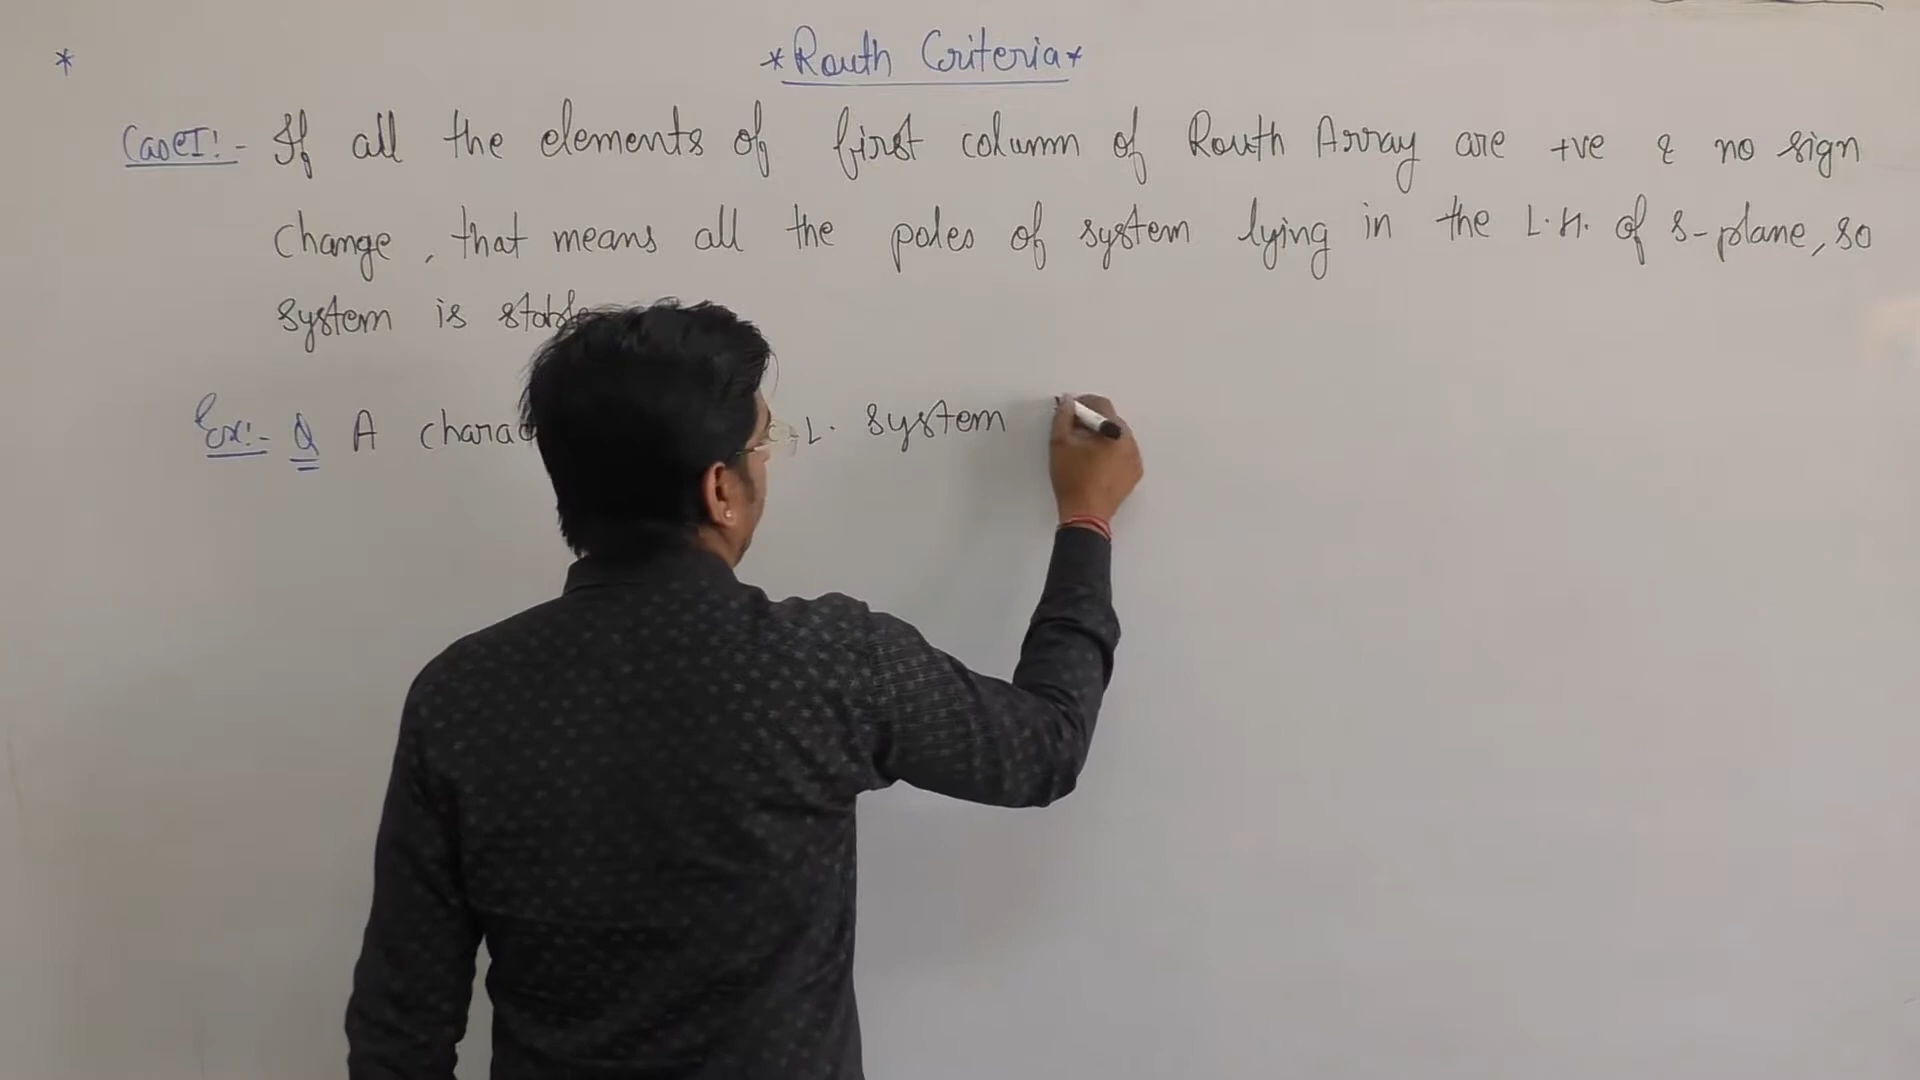 *
*Routh Criteria*
Case I:- If all the elements of first column of Routh Array are +ve & no sign
change, that means all the poles of system lying in the L.H. of s-plane, so
system is stable
Ex:- Q A L. system